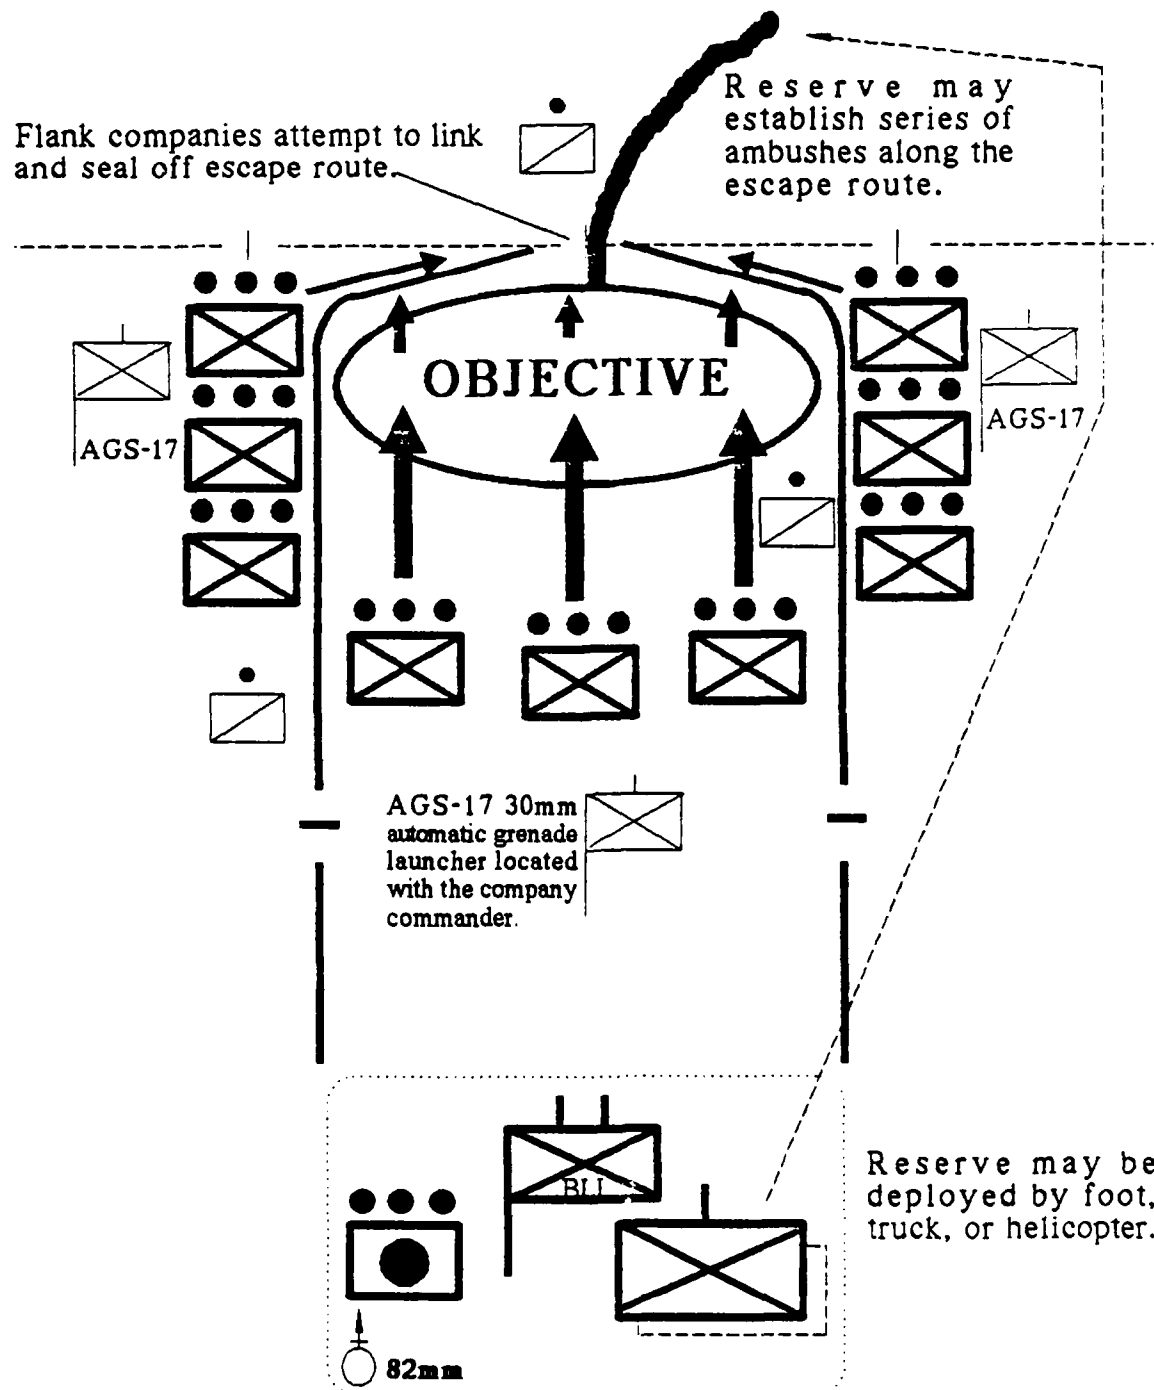 Reserve may
establish series of
ambushes along the
escape route.
Flank companies attempt to link
and seal off escape route.
OBJECTIVE
AGS-17
AGS-17
AGS-17 30mm
automatic grenade
launcher located
with the company
commander.
BLI
Reserve may be
deployed by foot,
truck, or helicopter.
82mm